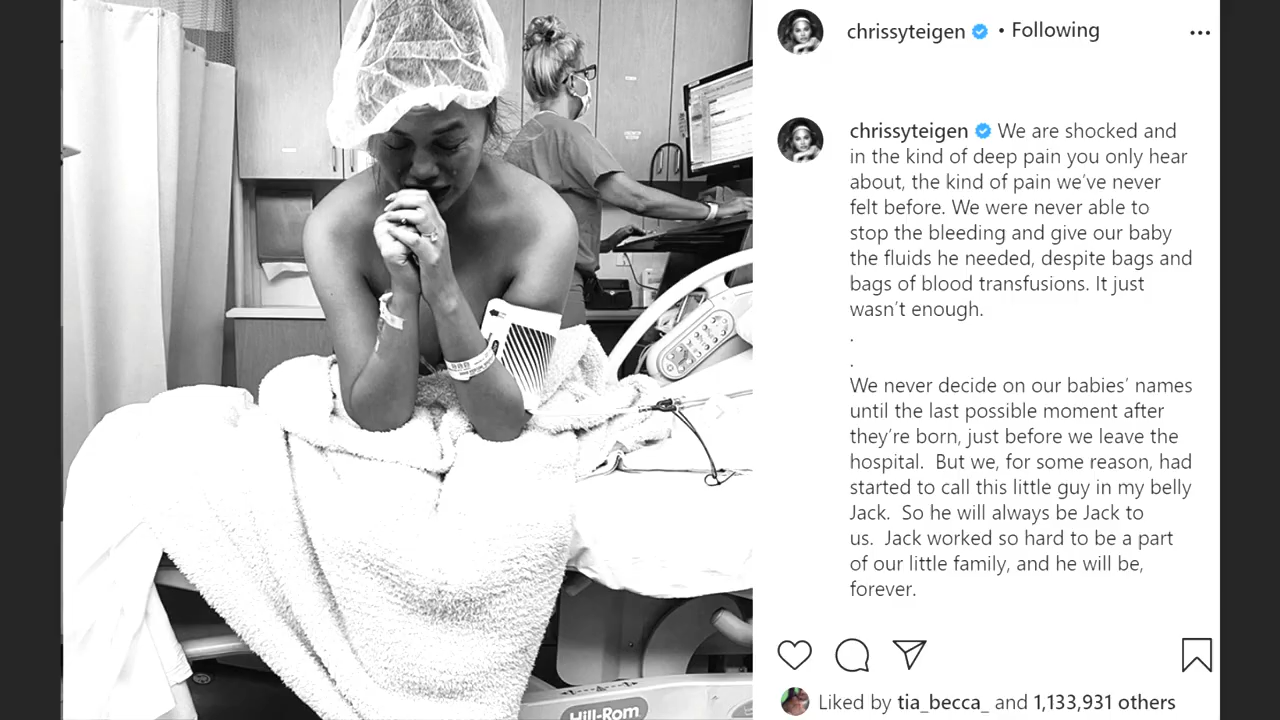 chrissyteigen • Following
chrissyteigen We are shocked and
in the kind of deep pain you only hear
about, the kind of pain we've never
felt before. We were never able to
stop the bleeding and give our baby
the fluids he needed, despite bags and
bags of blood transfusions. It just
wasn't enough.
.
.
We never decide on our babies' names
until the last possible moment after
they're born, just before we leave the
hospital.  But we, for some reason, had
started to call this little guy in my belly
Jack.  So he will always be Jack to
us.  Jack worked so hard to be a part
of our little family, and he will be,
forever.
Liked by tia_becca_ and 1,133,931 others
Hill-Rom